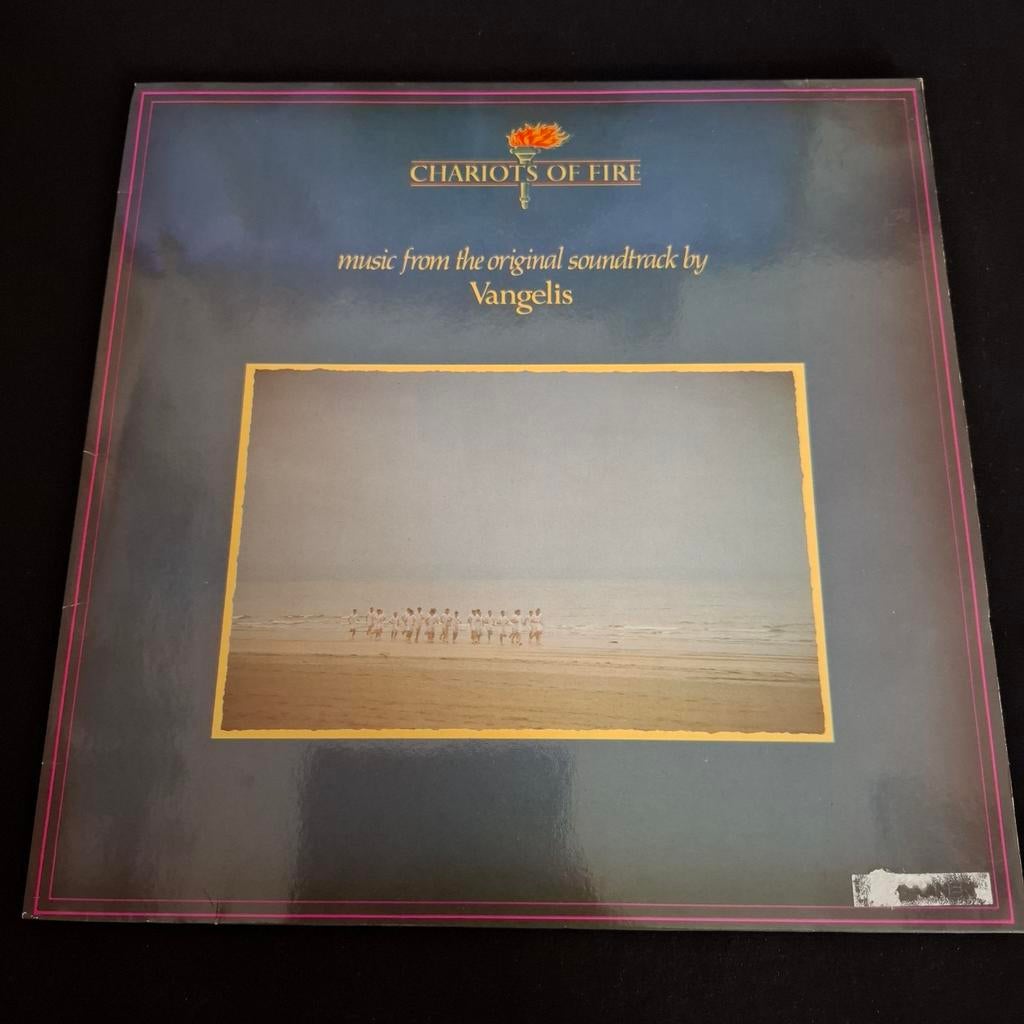 CHARIOTS OF FIRE
music from the original soundtrack by
Vangelis